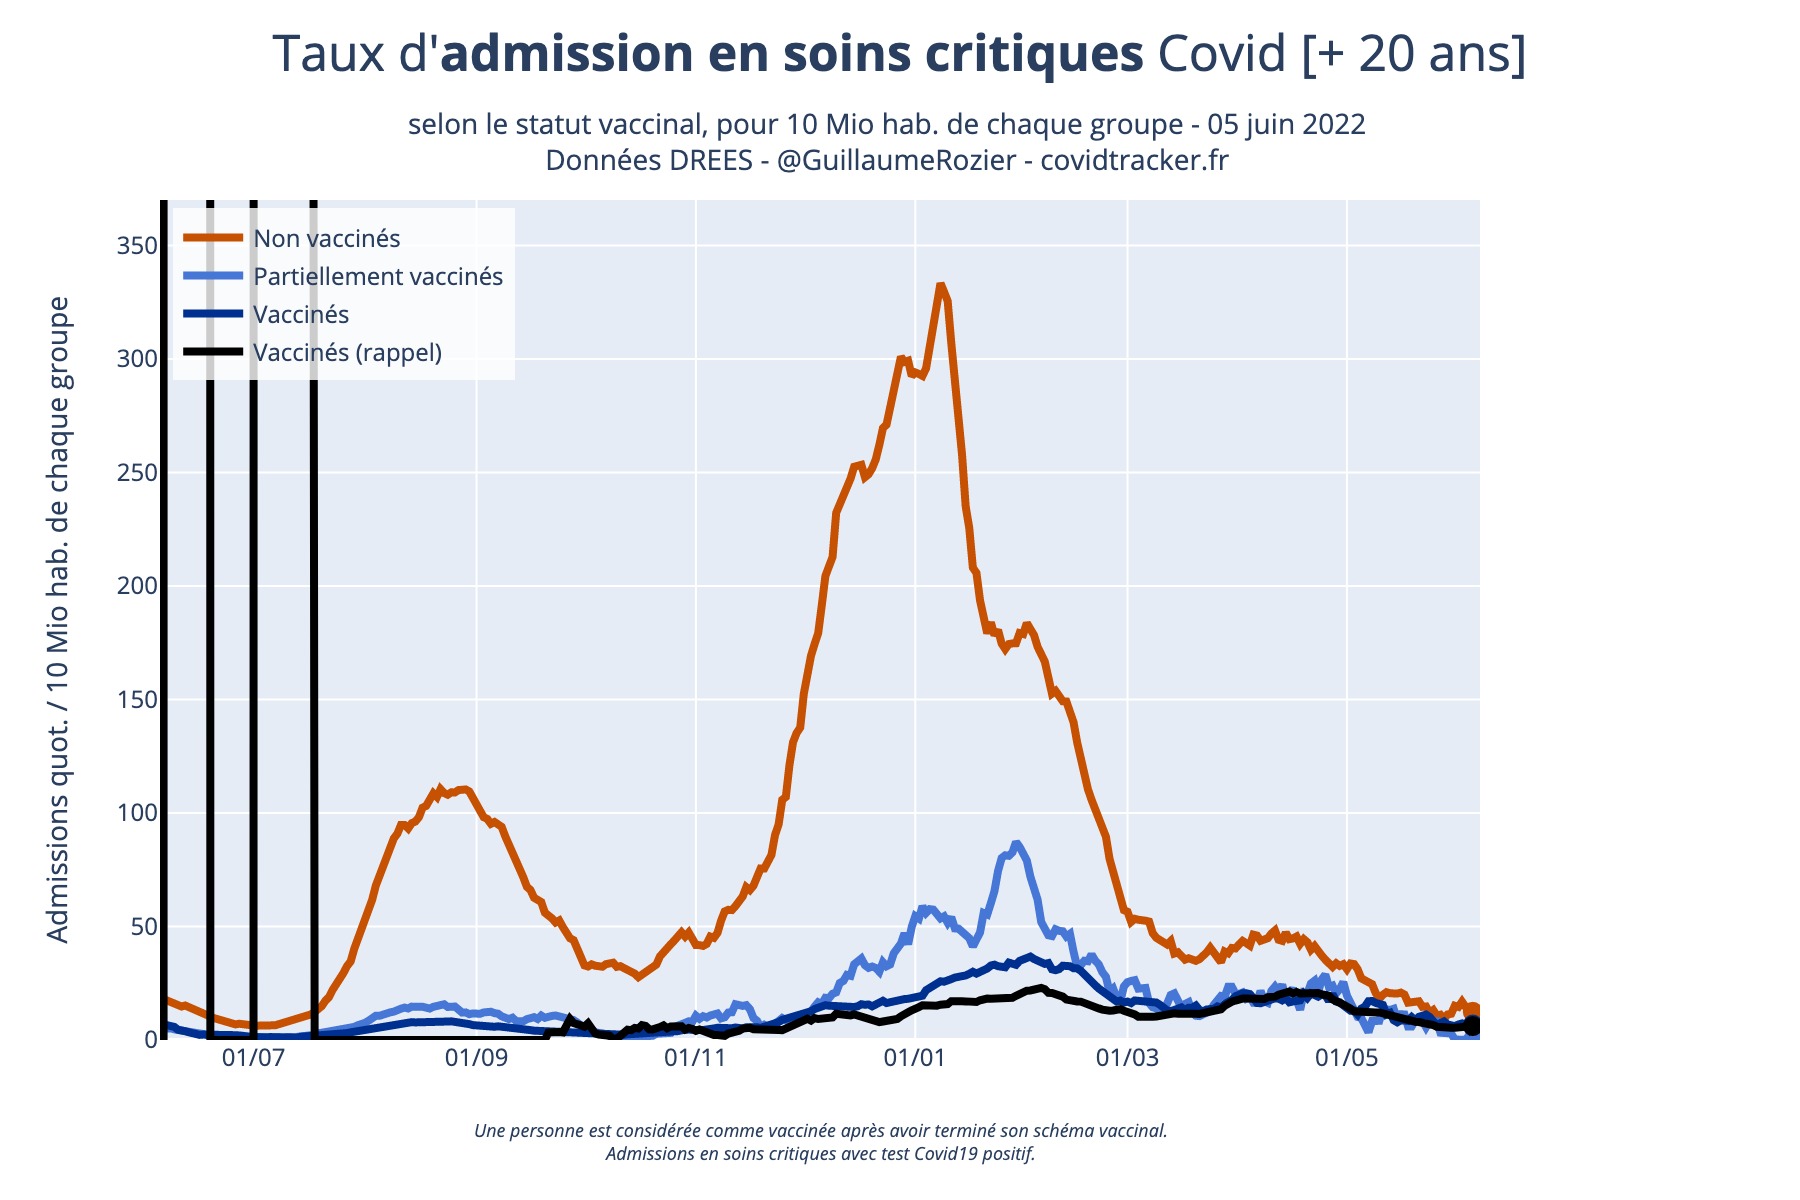 Taux d'admission en soins critiques Covid [+ 20 ans]
selon le statut vaccinal, pour 10 Mio hab. de chaque groupe - 05 juin 2022
Données DREES - @GuillaumeRozier - covidtracker.fr
Admissions quot. / 10 Mio hab. de chaque groupe
350
300
250
200
150
100
50
0
Non vaccinés
Partiellement vaccinés
Vaccinés
Vaccinés (rappel)
01/07
01/09
01/11
01/01
01/03
01/05
Une personne est considérée comme vaccinée après avoir terminé son schéma vaccinal.
Admissions en soins critiques avec test Covid19 positif.